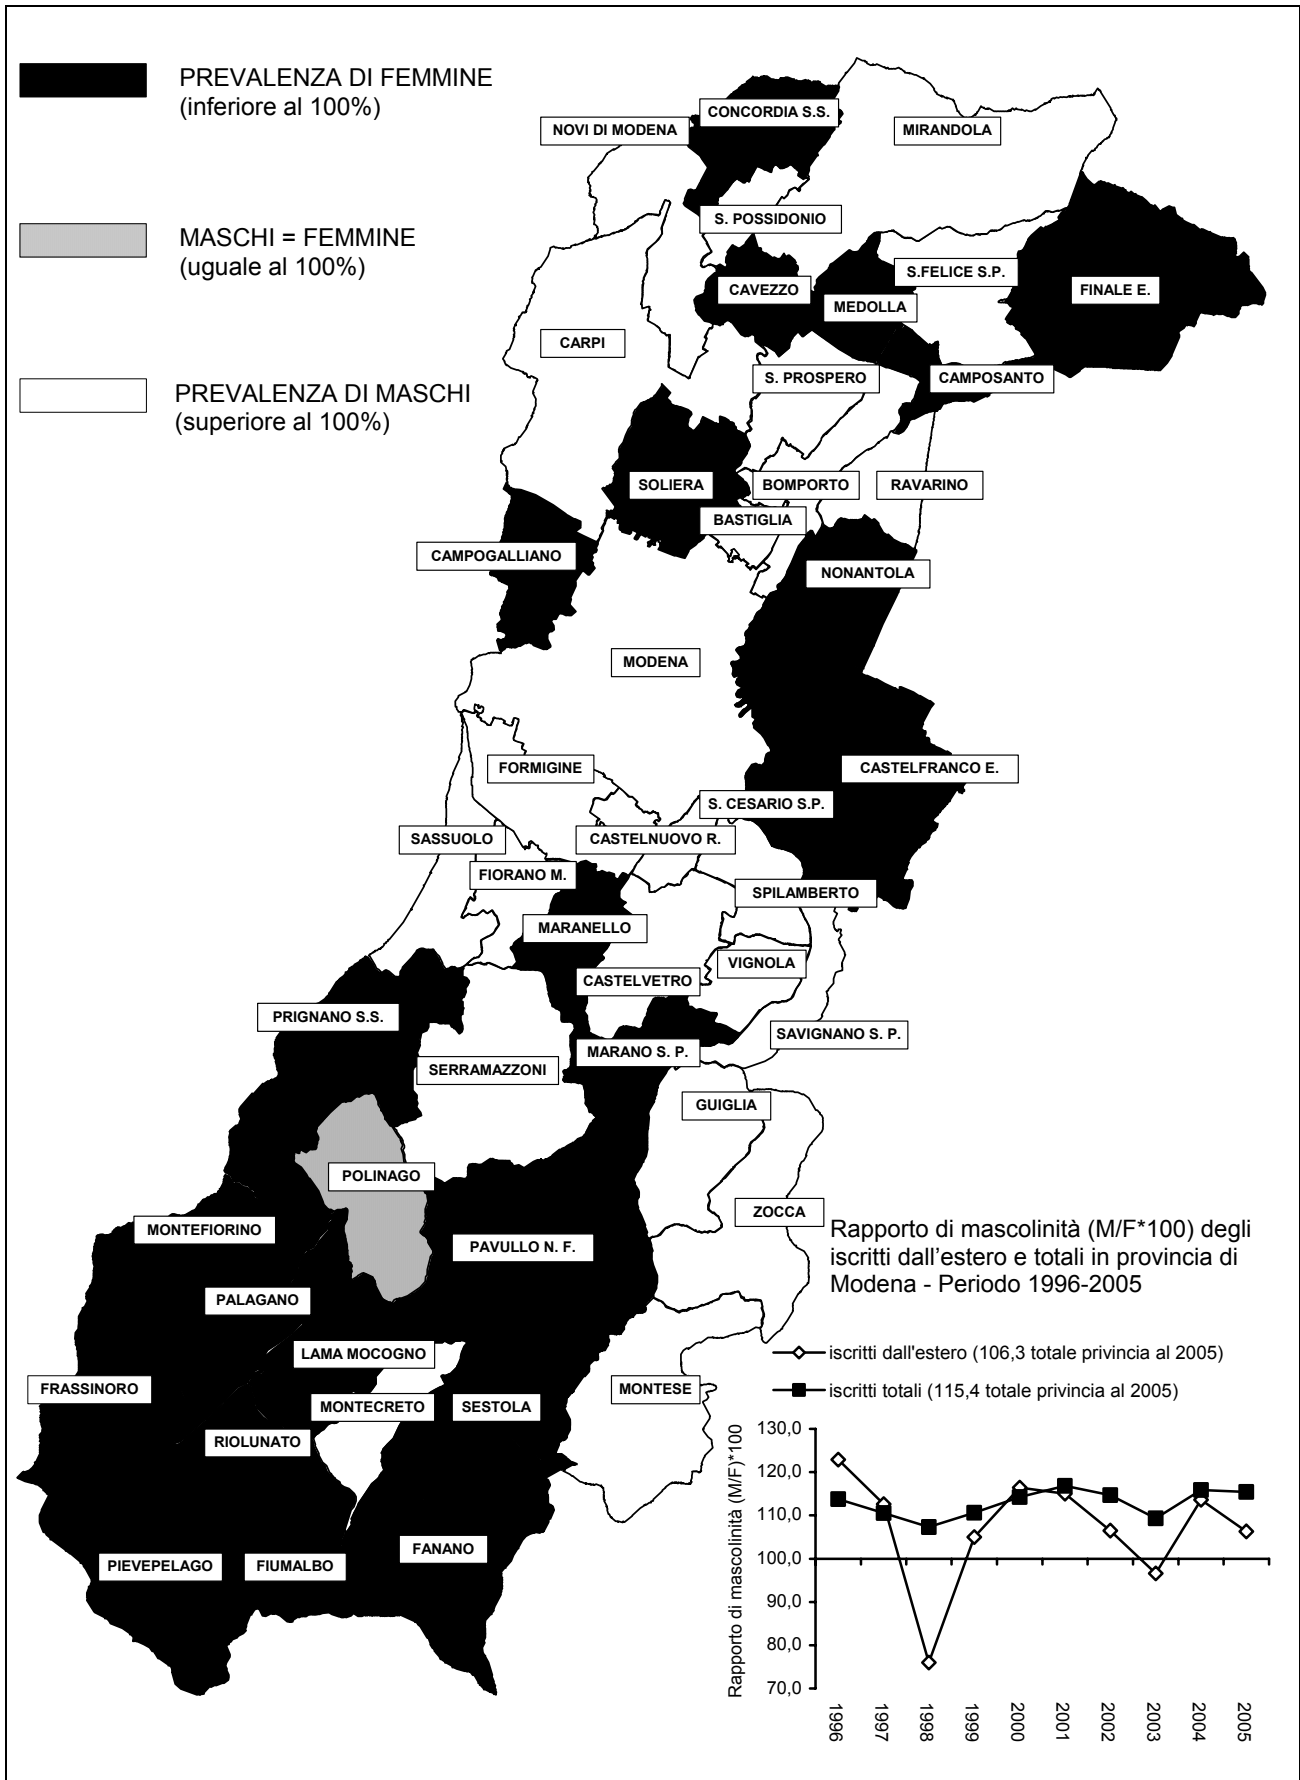 PREVALENZA DI FEMMINE
(inferiore al 100%)
MASCHI = FEMMINE
(uguale al 100%)
PREVALENZA DI MASCHI
(superiore al 100%)
CONCORDIA S.S.
NOVI DI MODENA
MIRANDOLA
S. POSSIDONIO
S.FELICE S.P.
CAVEZZO
FINALE E.
MEDOLLA
CARPI
S. PROSPERO
CAMPOSANTO
SOLIERA
BOMPORTO
RAVARINO
BASTIGLIA
CAMPOGALLIANO
NONANTOLA
MODENA
FORMIGINE
CASTELFRANCO E.
S. CESARIO S.P.
SASSUOLO
CASTELNUOVO R.
FIORANO M.
SPILAMBERTO
MARANELLO
VIGNOLA
CASTELVETRO
PRIGNANO S.S.
SAVIGNANO S. P.
MARANO S. P.
SERRAMAZZONI
GUIGLIA
POLINAGO
ZOCCA
MONTEFIORINO
PAVULLO N. F.
PALAGANO
LAMA MOCOGNO
FRASSINORO
MONTESE
MONTECRETO
SESTOLA
RIOLUNATO
FANANO
PIEVEPELAGO
FIUMALBO
Rapporto di mascolinità (M/F*100) degli
iscritti dall'estero e totali in provincia di
Modena - Periodo 1996-2005
iscritti dall'estero (106,3 totale privincia al 2005)
iscritti totali (115,4 totale privincia al 2005)
Rapporto di mascolinità (M/F)*100
130,0
120,0
110,0
100,0
90,0
80,0
70,0
1996
1997
1998
1999
2000
2001
2002
2003
2004
2005